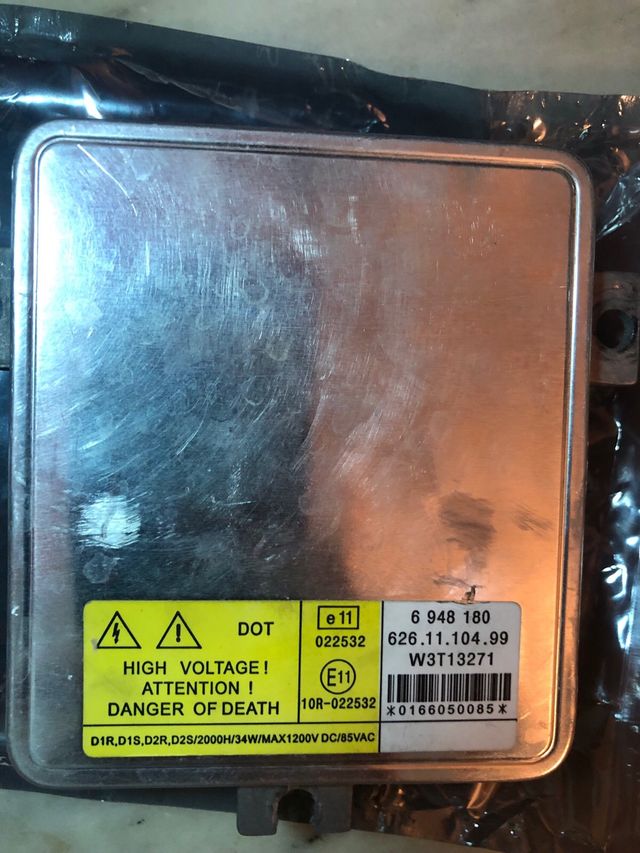 DOT
HIGH VOLTAGE!
ATTENTION !
DANGER OF DEATH
e11
022532
E11
10R-022532
D1R,D1S,D2R,D2S/2000H/34W/MAX1200V DC/85VAC
6 948 180
626.11.104.99
W3T13271
*0166050085*